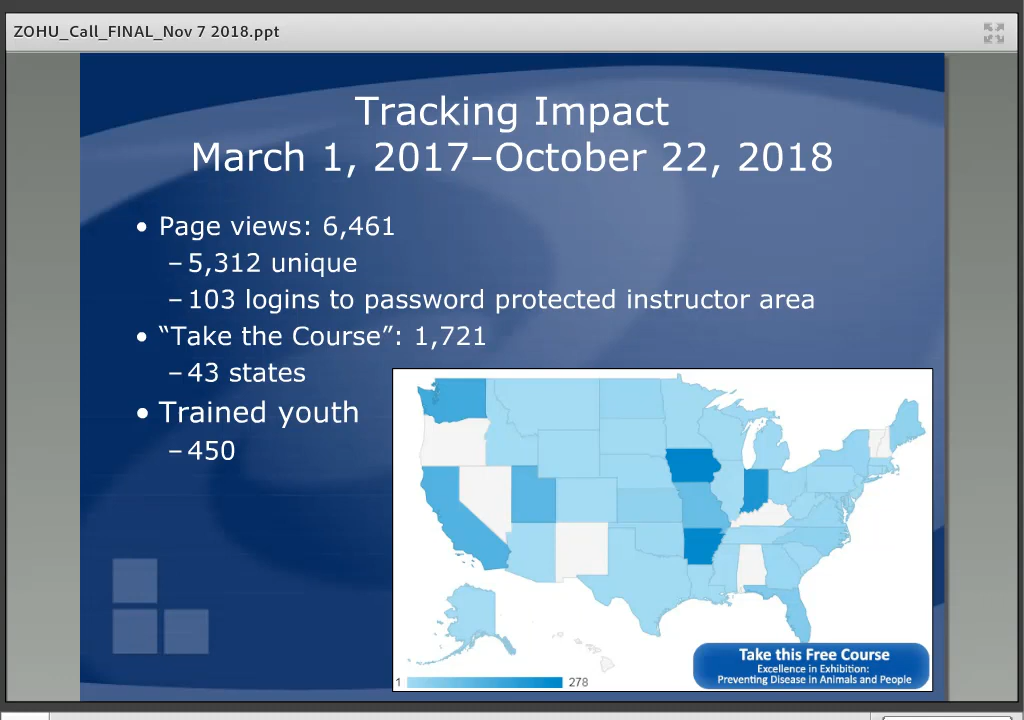 ZOHU_Call_FINAL_Nov 7 2018.ppt
Tracking Impact
March 1, 2017–October 22, 2018
• Page views: 6,461
– 5,312 unique
– 103 logins to password protected instructor area
• “Take the Course”: 1,721
– 43 states
• Trained youth
– 450
1 278
Take this Free Course
Excellence in Exhibition:
Preventing Disease in Animals and People